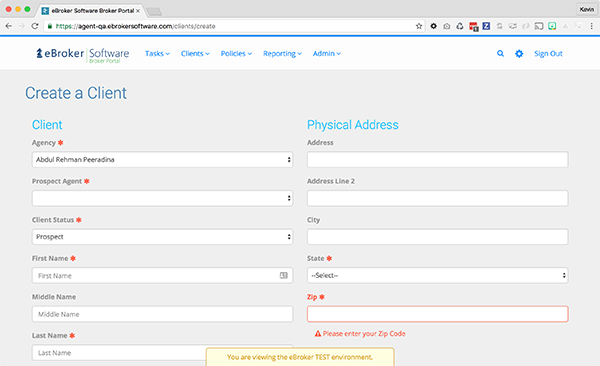 eBroker Software Broker Portal
Kevin
https://agent-qa.ebrokersoftware.com/clients/create
eBroker Software
Broker Portal
Tasks
Clients
Policies
Reporting
Admin
Sign Out
Create a Client
Client
Agency *
Abdul Rehman Peeradina
Prospect Agent *
Client Status *
Prospect
First Name *
First Name
Middle Name
Middle Name
Last Name *
Last Name
Physical Address
Address
Address Line 2
City
State *
--Select--
Zip *
Please enter your Zip Code
You are viewing the eBroker TEST environment.